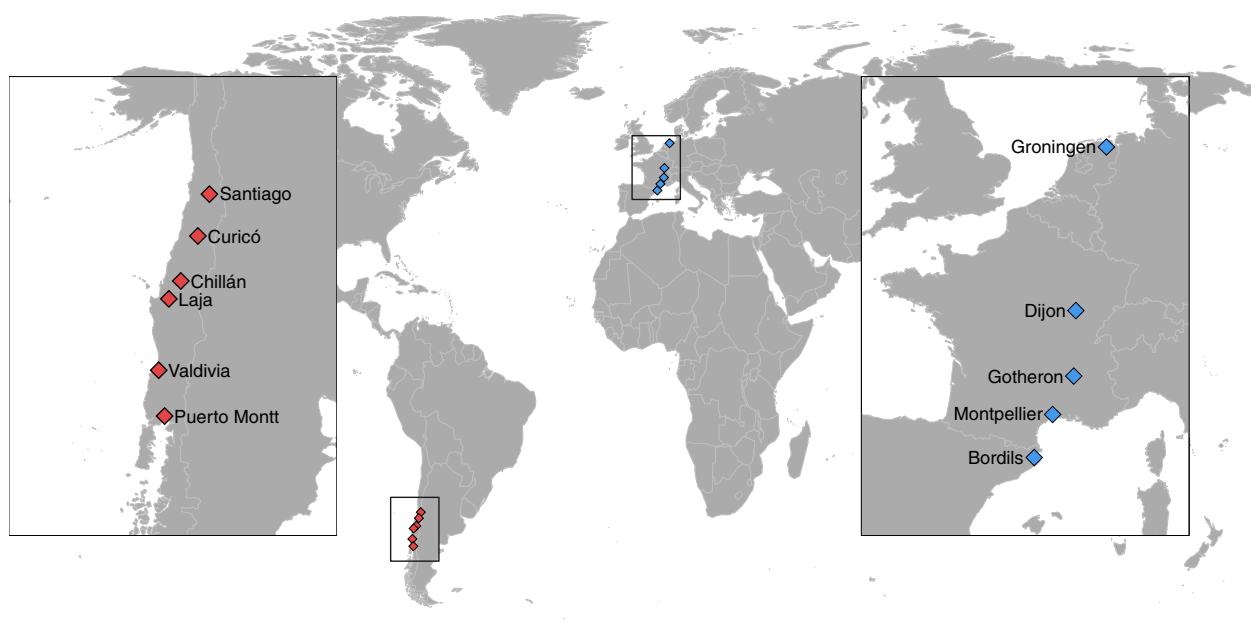 Santiago
Curicó
Chillán
Laja
Valdivia
Puerto Montt
Groningen
Dijon
Gotheron
Montpellier
Bordils